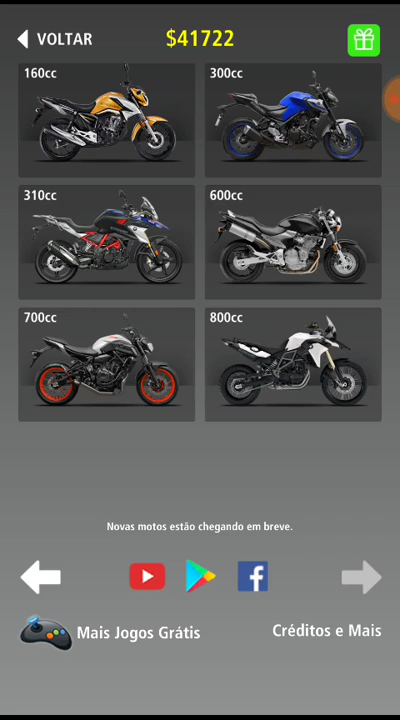 VOLTAR
$41722
160cc
300cc
310cc
600cc
700cc
800cc
Novas motos estão chegando em breve.
Mais Jogos Grátis
Créditos e Mais